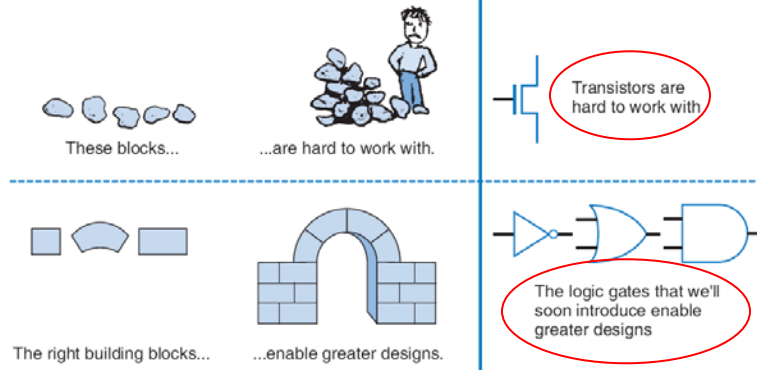 These blocks...
...are hard to work with.
Transistors are
hard to work with
The right building blocks...
...enable greater designs.
The logic gates that we'll
soon introduce enable
greater designs